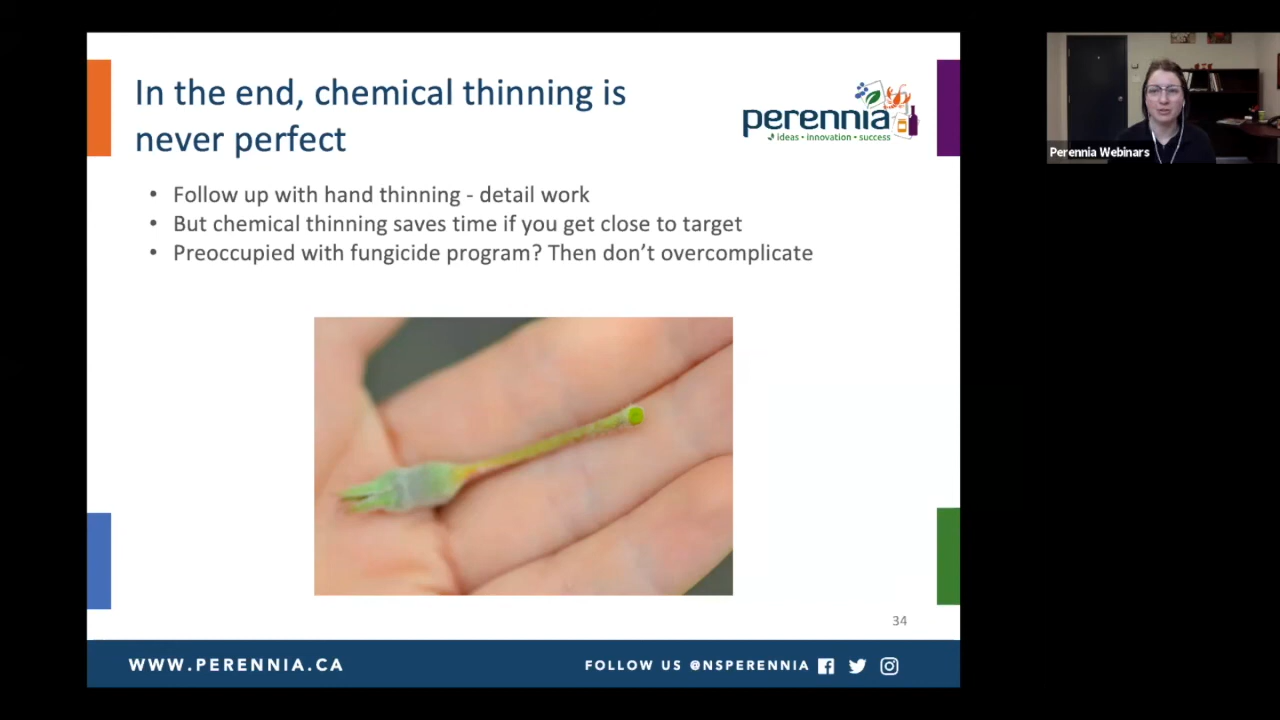 In the end, chemical thinning is
never perfect
perennia
ideas • innovation • success
• Follow up with hand thinning - detail work
• But chemical thinning saves time if you get close to target
• Preoccupied with fungicide program? Then don't overcomplicate
34
WWW.PERENNIA.CA
FOLLOW US @NSPERENNIA
Perennia Webinars